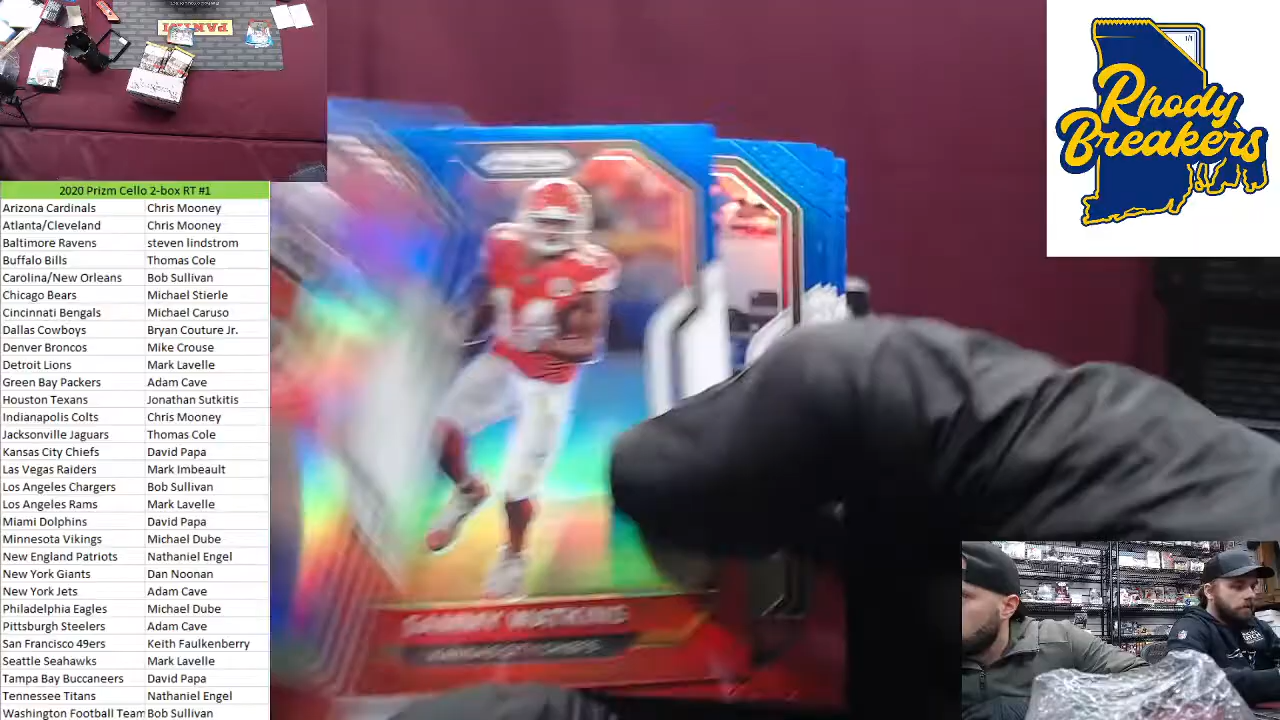 PANINI
2020 Prizm Cello 2-box RT #1
Arizona Cardinals Chris Mooney
Atlanta/Cleveland Chris Mooney
Baltimore Ravens steven lindstrom
Buffalo Bills Thomas Cole
Carolina/New Orleans Bob Sullivan
Chicago Bears Michael Stierle
Cincinnati Bengals Michael Caruso
Dallas Cowboys Bryan Couture Jr.
Denver Broncos Mike Crouse
Detroit Lions Mark Lavelle
Green Bay Packers Adam Cave
Houston Texans Jonathan Sutkitis
Indianapolis Colts Chris Mooney
Jacksonville Jaguars Thomas Cole
Kansas City Chiefs David Papa
Las Vegas Raiders Mark Imbeault
Los Angeles Chargers Bob Sullivan
Los Angeles Rams Mark Lavelle
Miami Dolphins David Papa
Minnesota Vikings Michael Dube
New England Patriots Nathaniel Engel
New York Giants Dan Noonan
New York Jets Adam Cave
Philadelphia Eagles Michael Dube
Pittsburgh Steelers Adam Cave
San Francisco 49ers Keith Faulkenberry
Seattle Seahawks Mark Lavelle
Tampa Bay Buccaneers David Papa
Tennessee Titans Nathaniel Engel
Washington Football Team Bob Sullivan
1/1
Rhody
Breakers
SAMMY WATKINS